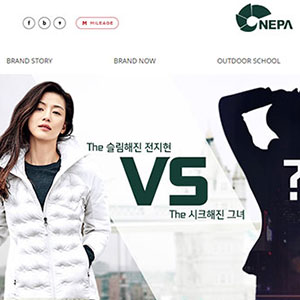 f b
M MILEAGE
NEPA
BRAND STORY BRAND NOW OUTDOOR SCHOOL
The 슬림해진 전지현
VS
The 시크해진 그녀
?